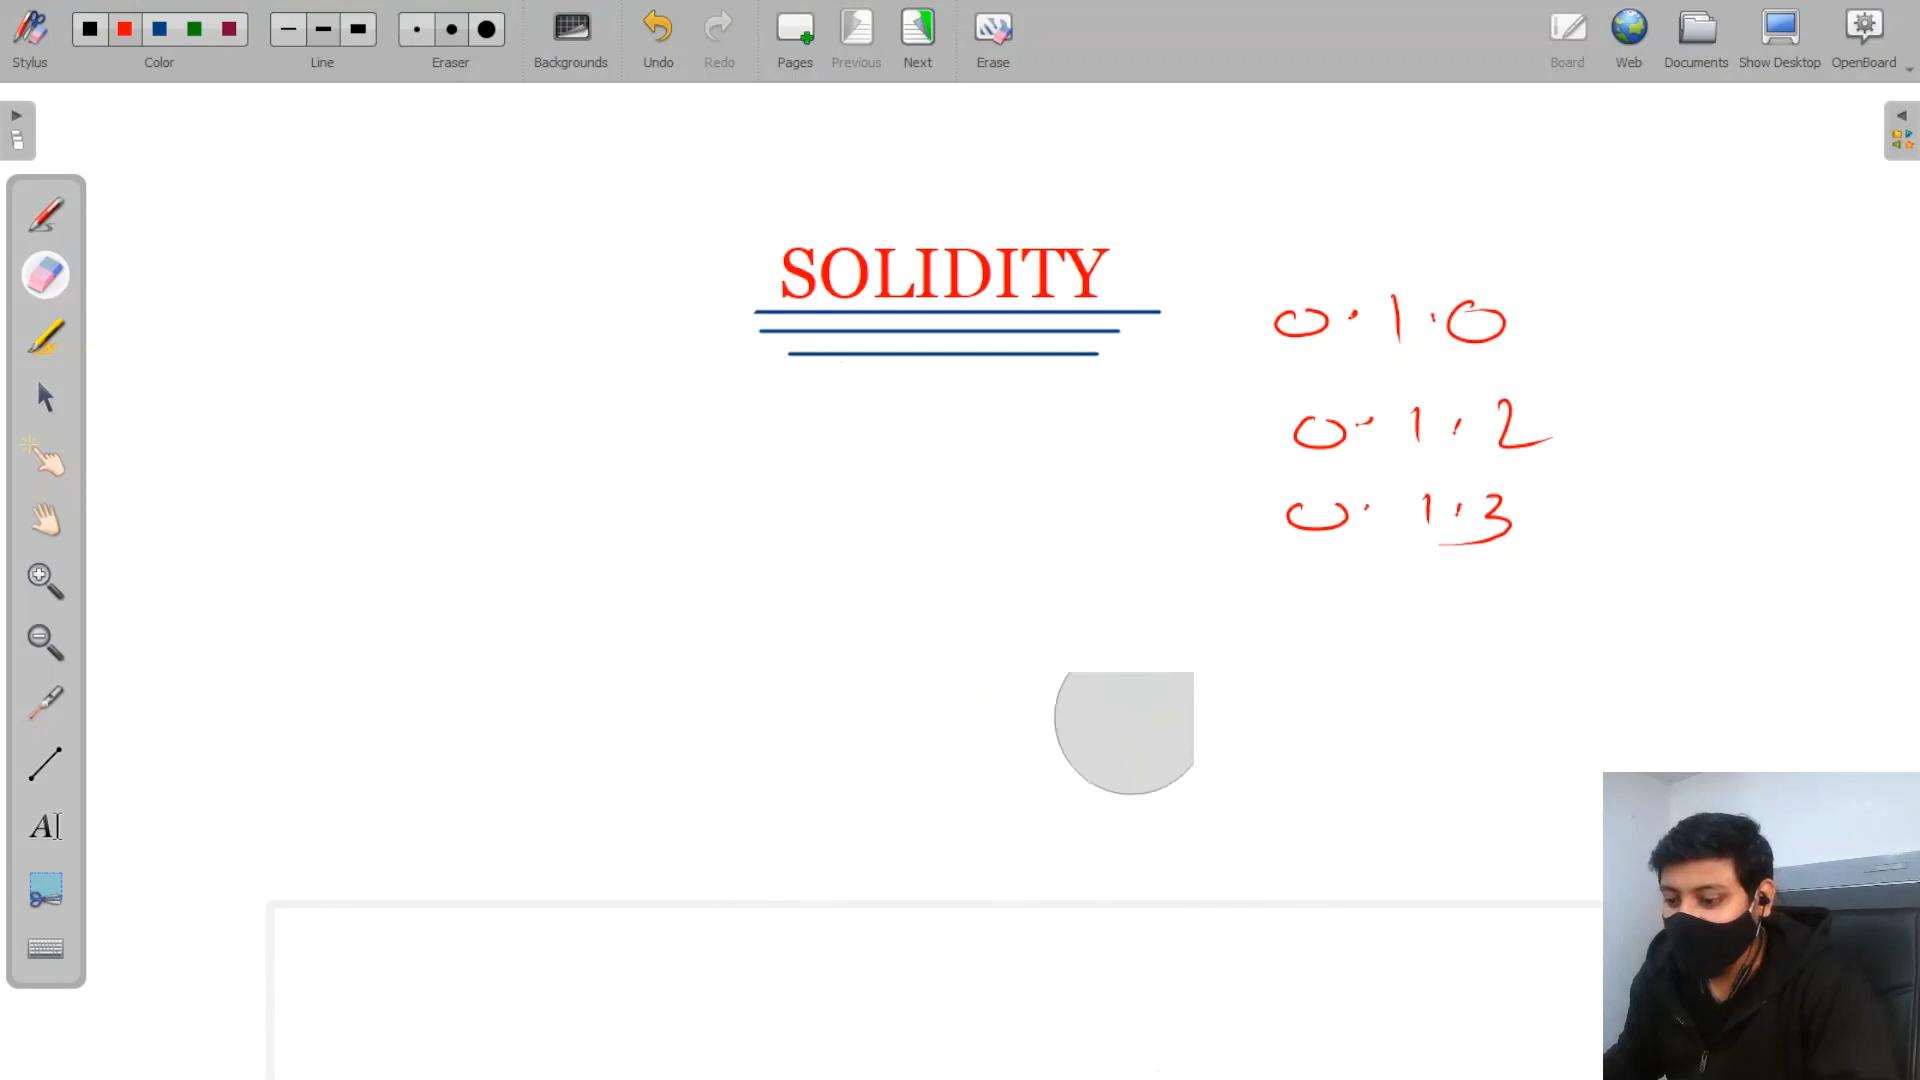 Stylus
Color
Line
Eraser
Backgrounds
Undo
Redo
Pages
Previous
Next
Erase
Board
Web
Documents
Show Desktop
OpenBoard
SOLIDITY
0.1.0
0.1.2
0.1.3
A